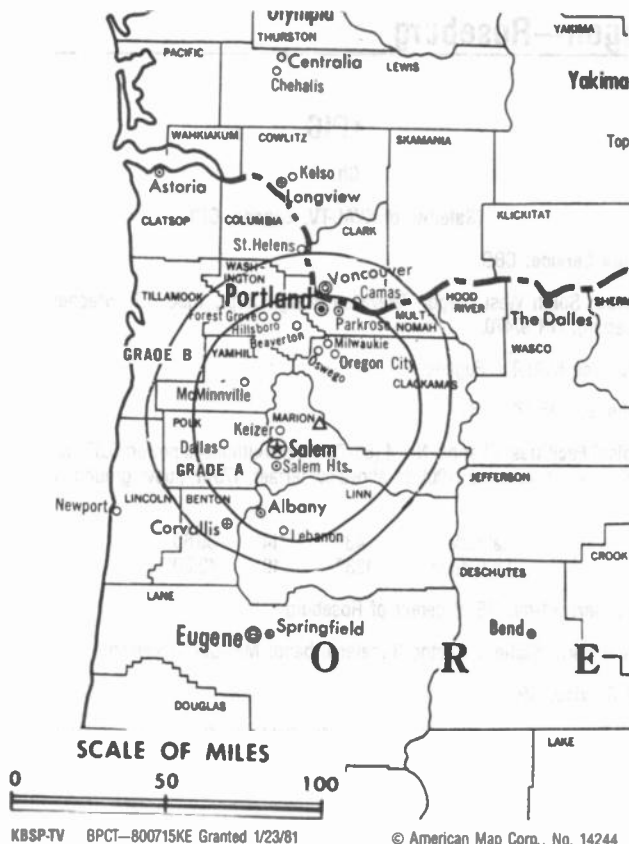 Olympia
THURSTON
YAKIMA
PACIFIC
Centralia
LEWIS
Chehalis
Yakima
WAHKIAKUM
COWLITZ
SKAMANIA
Top
Kelso
Astoria
Longview
KLICKITAT
CLATSOP
COLUMBIA
CLARK
St.Helens
WASH-
INGTON
Vancouver
TILLAMOOK
Portland
Camas
HOOD
RIVER
SHERM
Forest Grove
Hillsboro
Parkrose
MULT-
NOMAH
The Dalles
Beaverton
Milwaukie
WASCO
GRADE B
YAMHILL
Oswego
Oregon City
CLACKAMAS
McMinnville
POLK
MARION
Keizer
Dallas
Salem
Salem Hts.
GRADE A
JEFFERSON
LINCOLN
BENTON
LINN
Newport
Albany
Corvollis
Lebanon
CROOK
DESCHUTES
LANE
Eugene
Springfield
Bend
O R E
DOUGLAS
LAKE
SCALE OF MILES
0 50 100
KBSP-TV BPCT—800715KE Granted 1/23/81
© American Map Corp., No. 14244